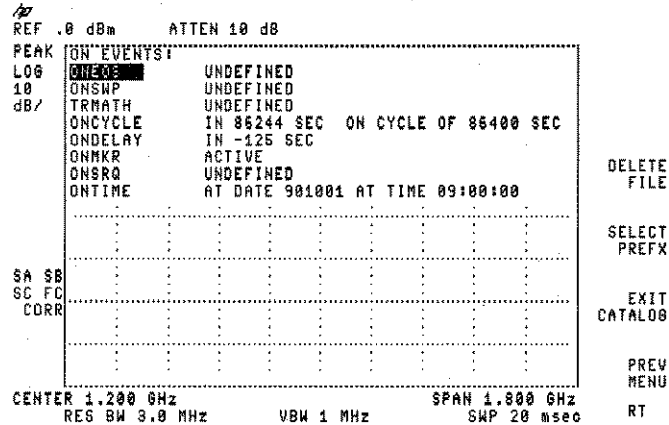 hp
REF .0 dBm ATTEN 10 dB
PEAK
LOG
10
dB/
ON EVENTS:
ONEOS UNDEFINED
ONSWP UNDEFINED
TRMATH UNDEFINED
ONCYCLE IN 86244 SEC ON CYCLE OF 86400 SEC
ONDELAY IN -125 SEC
ONMKR ACTIVE
ONSRQ UNDEFINED
ONTIME AT DATE 901001 AT TIME 09:00:00
SA SB
SC FC
CORR
CENTER 1.200 GHz SPAN 1.800 GHz
RES BW 3.0 MHz VBW 1 MHz SWP 20 msec
DELETE
FILE
SELECT
PREFX
EXIT
CATALOG
PREV
MENU
RT